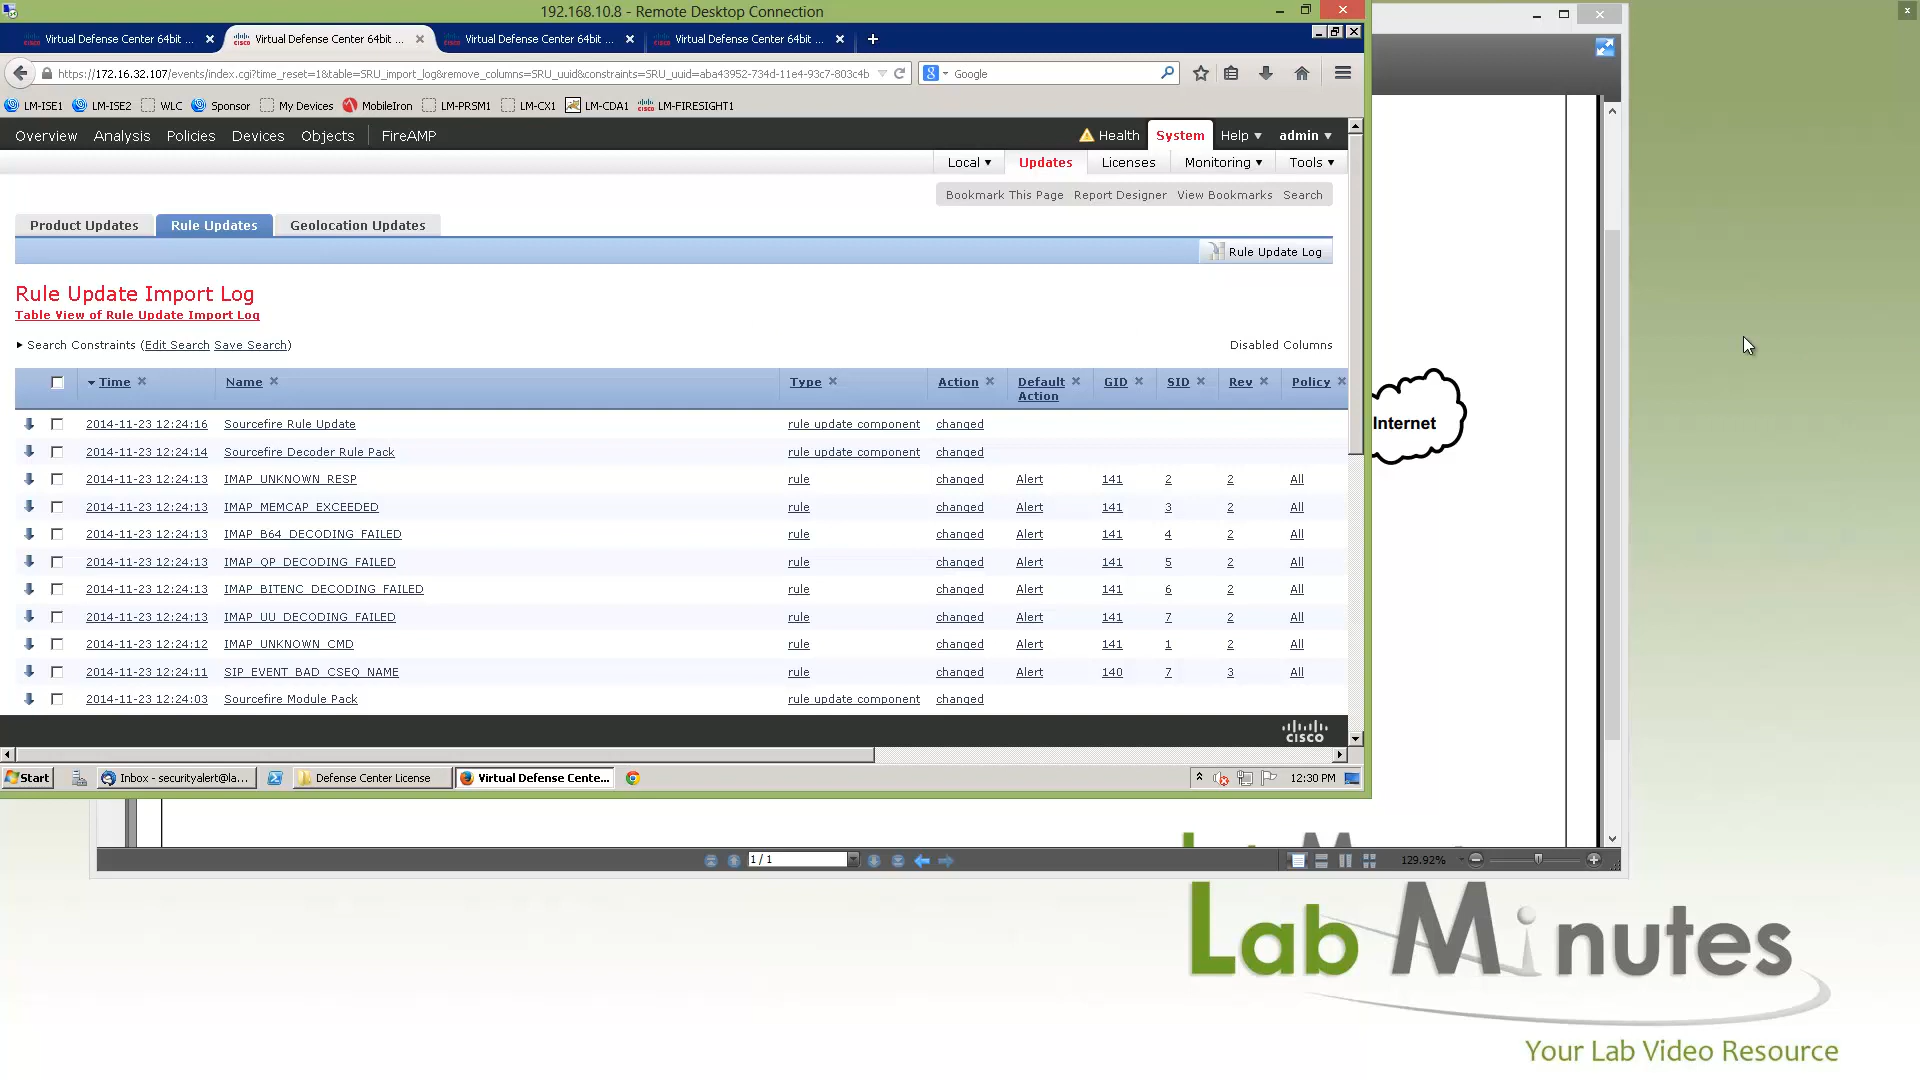 192.168.10.8 - Remote Desktop Connection
Virtual Defense Center 64bit ... Virtual Defense Center 64bit ... Virtual Defense Center 64bit ... Virtual Defense Center 64bit ...
https://172.16.32.107/events/index.cgi?time_reset=1&table=SRU_import_log&remove_columns=SRU_uuid&constraints=SRU_uuid=aba43952-734d-11e4-93c7-803c4b Google
LM-ISE1 LM-ISE2 WLC Sponsor My Devices MobileIron LM-PRSM1 LM-CX1 LM-CDA1 LM-FIRESIGHT1
Overview Analysis Policies Devices Objects FireAMP Health System Help admin
Local Updates Licenses Monitoring Tools
Bookmark This Page Report Designer View Bookmarks Search
Product Updates Rule Updates Geolocation Updates
Rule Update Log
Rule Update Import Log
Table View of Rule Update Import Log
Search Constraints (Edit Search Save Search) Disabled Columns
Time Name Type Action Default Action GID SID Rev Policy
2014-11-23 12:24:16 Sourcefire Rule Update rule update component changed
2014-11-23 12:24:14 Sourcefire Decoder Rule Pack rule update component changed
2014-11-23 12:24:13 IMAP_UNKNOWN_RESP rule changed Alert 141 2 2 All
2014-11-23 12:24:13 IMAP_MEMCAP_EXCEEDED rule changed Alert 141 3 2 All
2014-11-23 12:24:13 IMAP_B64_DECODING_FAILED rule changed Alert 141 4 2 All
2014-11-23 12:24:13 IMAP_QP_DECODING_FAILED rule changed Alert 141 5 2 All
2014-11-23 12:24:13 IMAP_BITENC_DECODING_FAILED rule changed Alert 141 6 2 All
2014-11-23 12:24:13 IMAP_UU_DECODING_FAILED rule changed Alert 141 7 2 All
2014-11-23 12:24:12 IMAP_UNKNOWN_CMD rule changed Alert 141 1 2 All
2014-11-23 12:24:11 SIP_EVENT_BAD_CSEQ_NAME rule changed Alert 140 7 3 All
2014-11-23 12:24:03 Sourcefire Module Pack rule update component changed
CISCO
Start Inbox - securityalert@la... Defense Center License Virtual Defense Cente... 12:30 PM
Internet
1 / 1 129.92%
Lab Minutes
Your Lab Video Resource